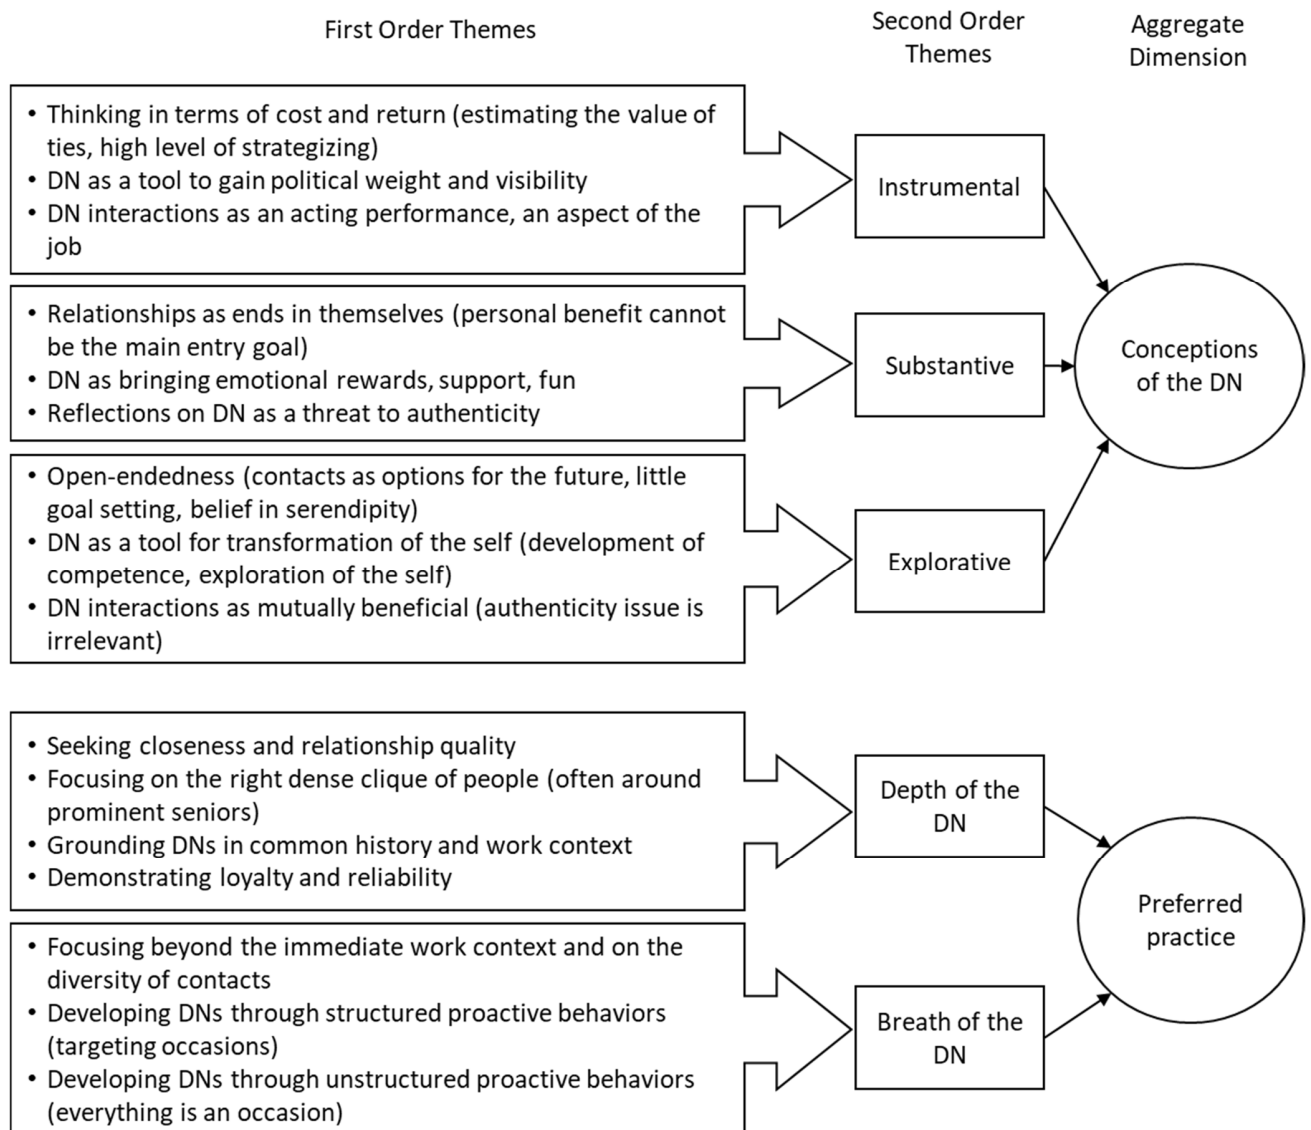 First Order Themes
Second Order
Themes
Aggregate
Dimension
• Thinking in terms of cost and return (estimating the value of
ties, high level of strategizing)
• DN as a tool to gain political weight and visibility
• DN interactions as an acting performance, an aspect of the
job
Instrumental
• Relationships as ends in themselves (personal benefit cannot
be the main entry goal)
• DN as bringing emotional rewards, support, fun
• Reflections on DN as a threat to authenticity
Substantive
Conceptions
of the DN
• Open-endedness (contacts as options for the future, little
goal setting, belief in serendipity)
• DN as a tool for transformation of the self (development of
competence, exploration of the self)
• DN interactions as mutually beneficial (authenticity issue is
irrelevant)
Explorative
• Seeking closeness and relationship quality
• Focusing on the right dense clique of people (often around
prominent seniors)
• Grounding DNs in common history and work context
• Demonstrating loyalty and reliability
Depth of the
DN
Preferred
practice
• Focusing beyond the immediate work context and on the
diversity of contacts
• Developing DNs through structured proactive behaviors
(targeting occasions)
• Developing DNs through unstructured proactive behaviors
(everything is an occasion)
Breath of the
DN